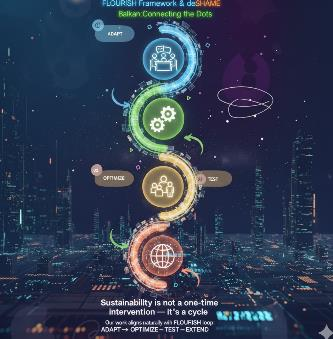 FLOURISH Framework & deSHAME
Balkan:Connecting the Dots
ADAPT
OPTIMIZE
TEST
Sustainability is not a one-time
intervention — it's a cycle
Our work aligns naturally with FLOURISH loop
ADAPT→ OPTIMIZE – TEST – EXTEND